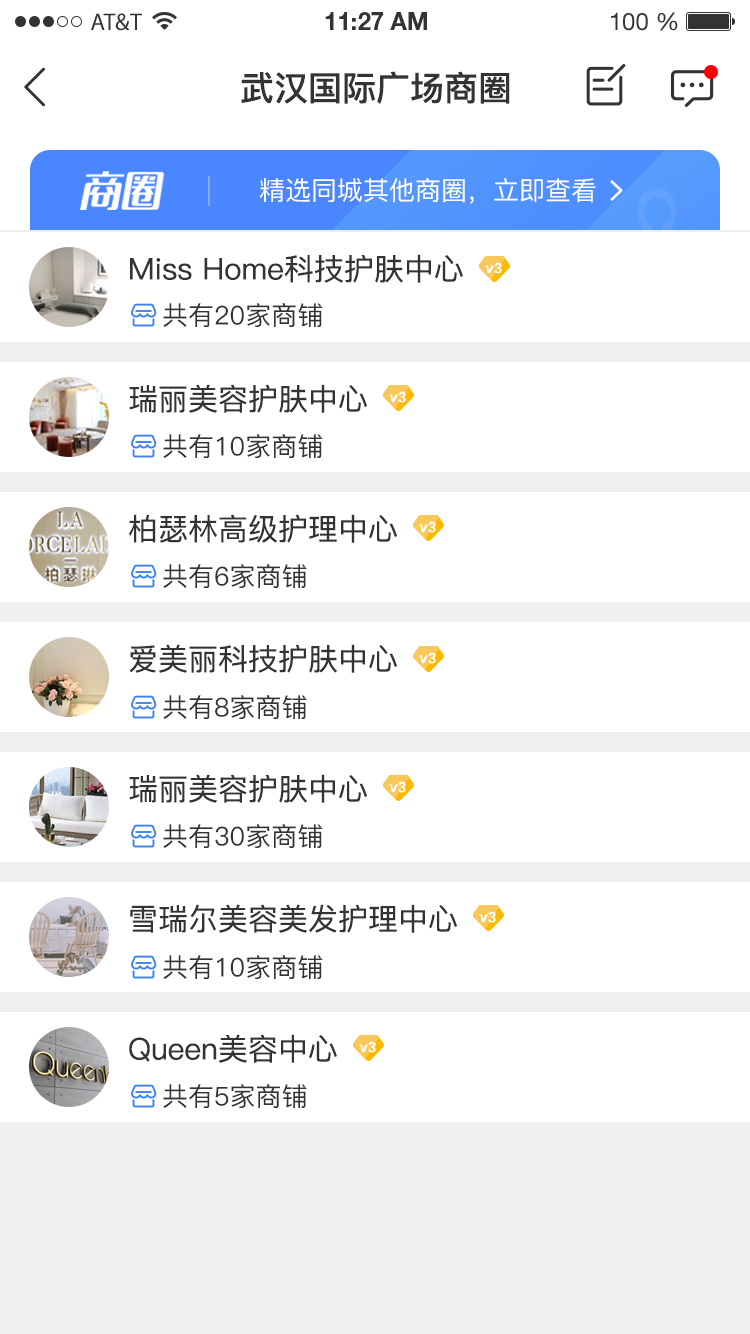 AT&T 11:27 AM 100 %
武汉国际广场商圈
商圈 精选同城其他商圈，立即查看
Miss Home科技护肤中心 v3
共有20家商铺
瑞丽美容护肤中心 v3
共有10家商铺
柏瑟林高级护理中心 v3
LA
RCELAI
柏瑟琳
共有6家商铺
爱美丽科技护肤中心 v3
共有8家商铺
瑞丽美容护肤中心 v3
共有30家商铺
雪瑞尔美容美发护理中心 v3
共有10家商铺
Queen美容中心 v3
Queen
共有5家商铺